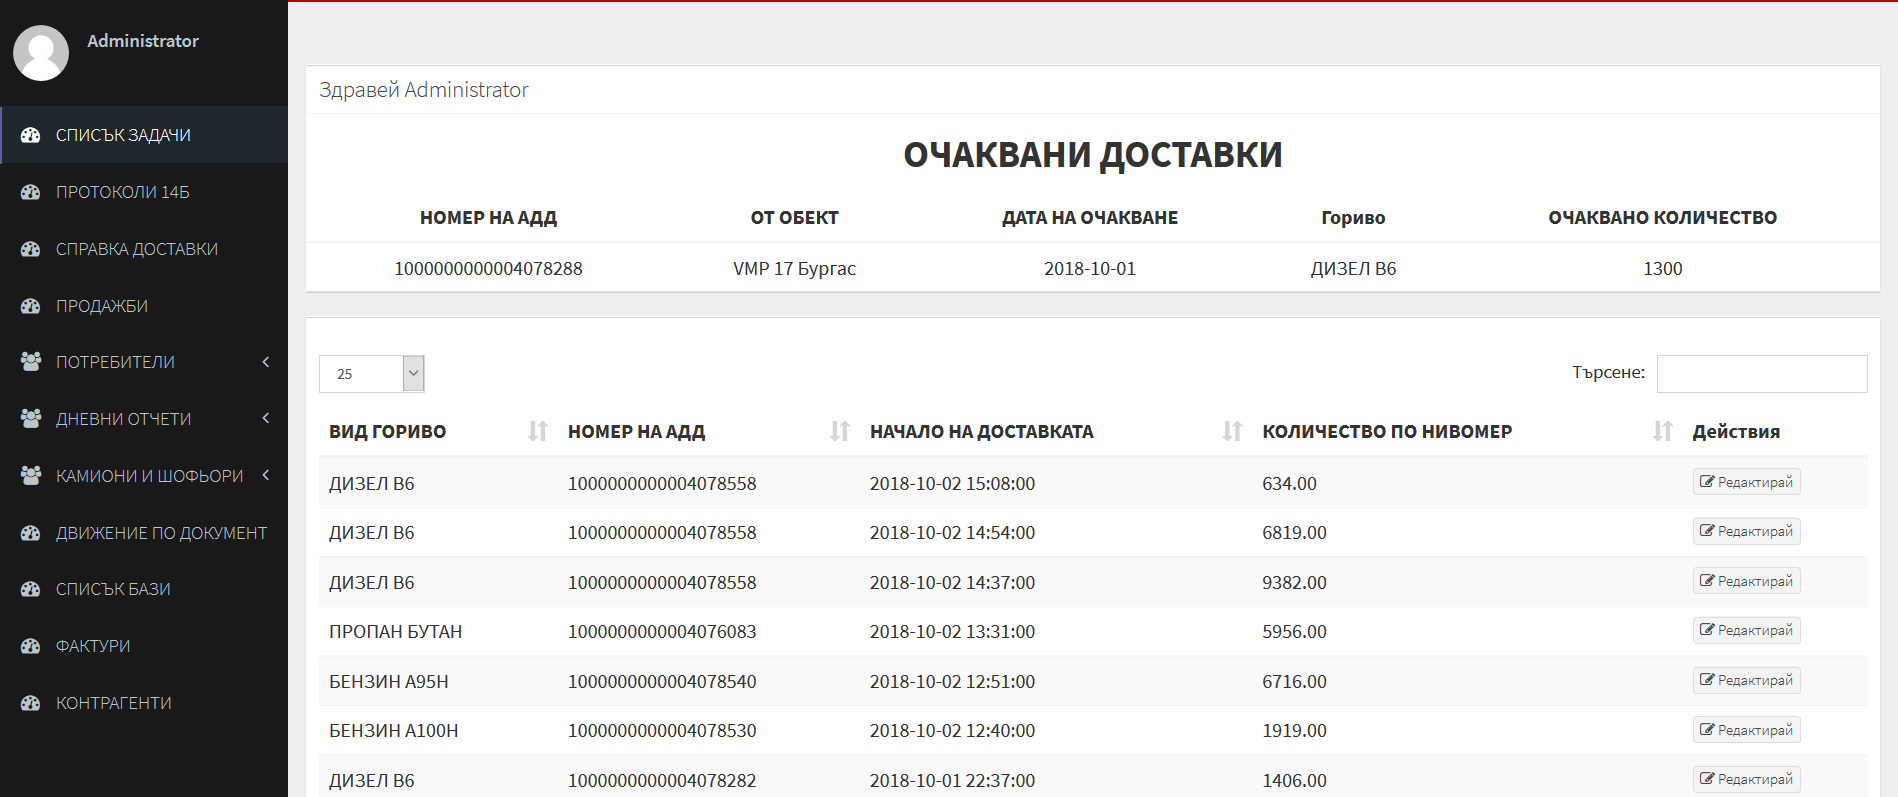 Administrator
СПИСЪК ЗАДАЧИ
ПРОТОКОЛИ 14Б
СПРАВКА ДОСТАВКИ
ПРОДАЖБИ
ПОТРЕБИТЕЛИ
ДНЕВНИ ОТЧЕТИ
КАМИОНИ И ШОФЬОРИ
ДВИЖЕНИЕ ПО ДОКУМЕНТ
СПИСЪК БАЗИ
ФАКТУРИ
КОНТРАГЕНТИ
Здравей Administrator
ОЧАКВАНИ ДОСТАВКИ
НОМЕР НА АДД ОТ ОБЕКТ ДАТА НА ОЧАКВАНЕ Гориво ОЧАКВАНО КОЛИЧЕСТВО
1000000000004078288 VMP 17 Бургас 2018-10-01 ДИЗЕЛ B6 1300
25 Търсене:
ВИД ГОРИВО НОМЕР НА АДД НАЧАЛО НА ДОСТАВКАТА КОЛИЧЕСТВО ПО НИВОМЕР Действия
ДИЗЕЛ B6 1000000000004078558 2018-10-02 15:08:00 634.00 Редактирай
ДИЗЕЛ B6 1000000000004078558 2018-10-02 14:54:00 6819.00 Редактирай
ДИЗЕЛ B6 1000000000004078558 2018-10-02 14:37:00 9382.00 Редактирай
ПРОПАН БУТАН 1000000000004076083 2018-10-02 13:31:00 5956.00 Редактирай
БЕНЗИН А95Н 1000000000004078540 2018-10-02 12:51:00 6716.00 Редактирай
БЕНЗИН А100Н 1000000000004078530 2018-10-02 12:40:00 1919.00 Редактирай
ДИЗЕЛ B6 1000000000004078282 2018-10-01 22:37:00 1406.00 Редактирай